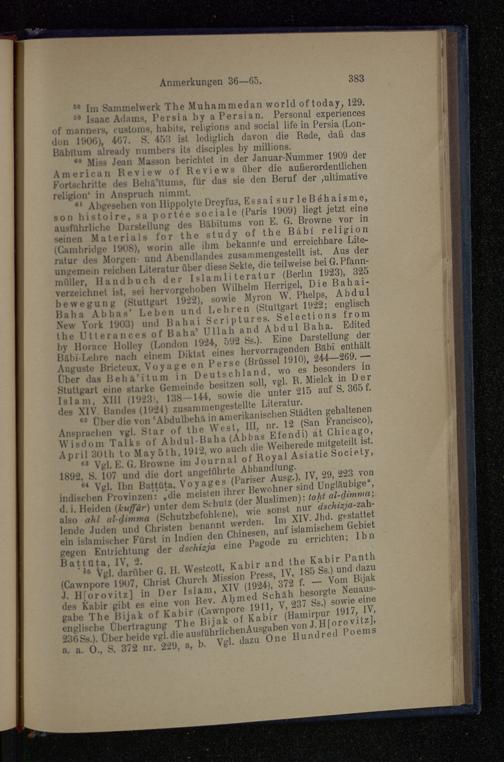 Anmerkungen 36—65. 383
⁵⁸ Im Sammelwerk The Muhammedan world of today, 129.
⁵⁹ Isaac Adams, Persia by a Persian. Personal experiences
of manners, customs, habits, religions and social life in Persia (Lon-
don 1906), 467. S. 453 ist lediglich davon die Rede, daß das
Bābitum already numbers its disciples by millions.
⁶⁰ Miss Jean Masson berichtet in der Januar-Nummer 1909 der
American Review of Reviews über die außerordentlichen
Fortschritte des Behā'itums, für das sie den Beruf der ‚ultimative
religion‘ in Anspruch nimmt.
⁶¹ Abgesehen von Hippolyte Dreyfus, Essai sur le Béhaisme,
son histoire, sa portée sociale (Paris 1909) liegt jetzt eine
ausführliche Darstellung des Bābitums von E. G. Browne vor in
seinen Materials for the study of the Bábí religion
(Cambridge 1908), worin alle ihm bekannte und erreichbare Lite-
ratur des Morgen- und Abendlandes zusammengestellt ist. Aus der
ungemein reichen Literatur über diese Sekte, die teilweise bei G. Pfann-
müller, Handbuch der Islamliteratur (Berlin 1923), 325
verzeichnet ist, sei hervorgehoben Wilhelm Herrigel, Die Bahai-
bewegung (Stuttgart 1922), sowie Myron W. Phelps, Abdul
Baha Abbas' Leben und Lehren (Stuttgart 1922; englisch
New York 1903) und Bahai Scriptures. Selections from
the Utterances of Baha' Ullah and Abdul Baha. Edited
by Horace Holley (London 1924, 592 Ss.). Eine Darstellung der
Bābī-Lehre nach einem Diktat eines hervorragenden Bābī enthält
Auguste Bricteux, Voyage en Perse (Brüssel 1910), 244—269. —
Über das Behā'itum in Deutschland, wo es besonders in
Stuttgart eine starke Gemeinde besitzen soll, vgl. R. Mielck in Der
Islam, XIII (1923), 138—144, sowie die unter 215 auf S. 365 f.
des XIV. Bandes (1924) zusammengestellte Literatur.
⁶² Über die von ‘Abdulbehā in amerikanischen Städten gehaltenen
Ansprachen vgl. Star of the West, III, nr. 12 (San Francisco),
Wisdom Talks of Abdul-Baha (Abbas Efendi) at Chicago,
April 30th to May 5th, 1912, wo auch die Weiherede mitgeteilt ist.
⁶³ Vgl. E. G. Browne im Journal of Royal Asiatic Society,
1892, S. 107 und die dort angeführte Abhandlung.
⁶⁴ Vgl. Ibn Baṭṭūṭa, Voyages (Pariser Ausg.), IV, 29, 223 von
indischen Provinzen: „die meisten ihrer Bewohner sind Ungläubige“,
d. i. Heiden (kuffār) unter dem Schutz (der Muslimen): taḥt al-ḏimma;
also ahl al-ḏimma (Schutzbefohlene), wie sonst nur dschizja-zah-
lende Juden und Christen benannt werden. Im XIV. Jhd. gestattet
ein islamischer Fürst in Indien den Chinesen, auf islamischem Gebiet
gegen Entrichtung der dschizja eine Pagode zu errichten; Ibn
Baṭṭūṭa, IV, 2.
⁶⁵ Vgl. darüber G. H. Westcott, Kabir and the Kabir Panth
(Cawnpore 1907, Christ Church Mission Press, IV, 185 Ss.) und dazu
J. H[orovitz] in Der Islam, XIV (1924), 372 f. — Vom Bijak
des Kabir gibt es eine von Rev. Aḥmed Schāh besorgte Neuaus-
gabe The Bijak of Kabir (Cawnpore 1911, V, 237 Ss.) sowie eine
englische Übertragung The Bijak of Kabir (Hamirpur 1917, IV,
236 Ss.). Über beide vgl. die ausführlichen Ausgaben von J. H[orovitz],
a. a. O., S. 372 nr. 229, a, b. Vgl. dazu One Hundred Poems